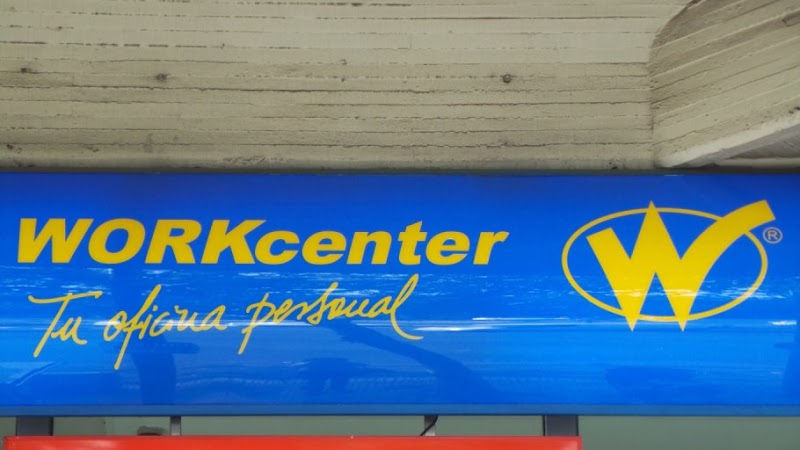 WORKcenter
Tu oficina personal
W®